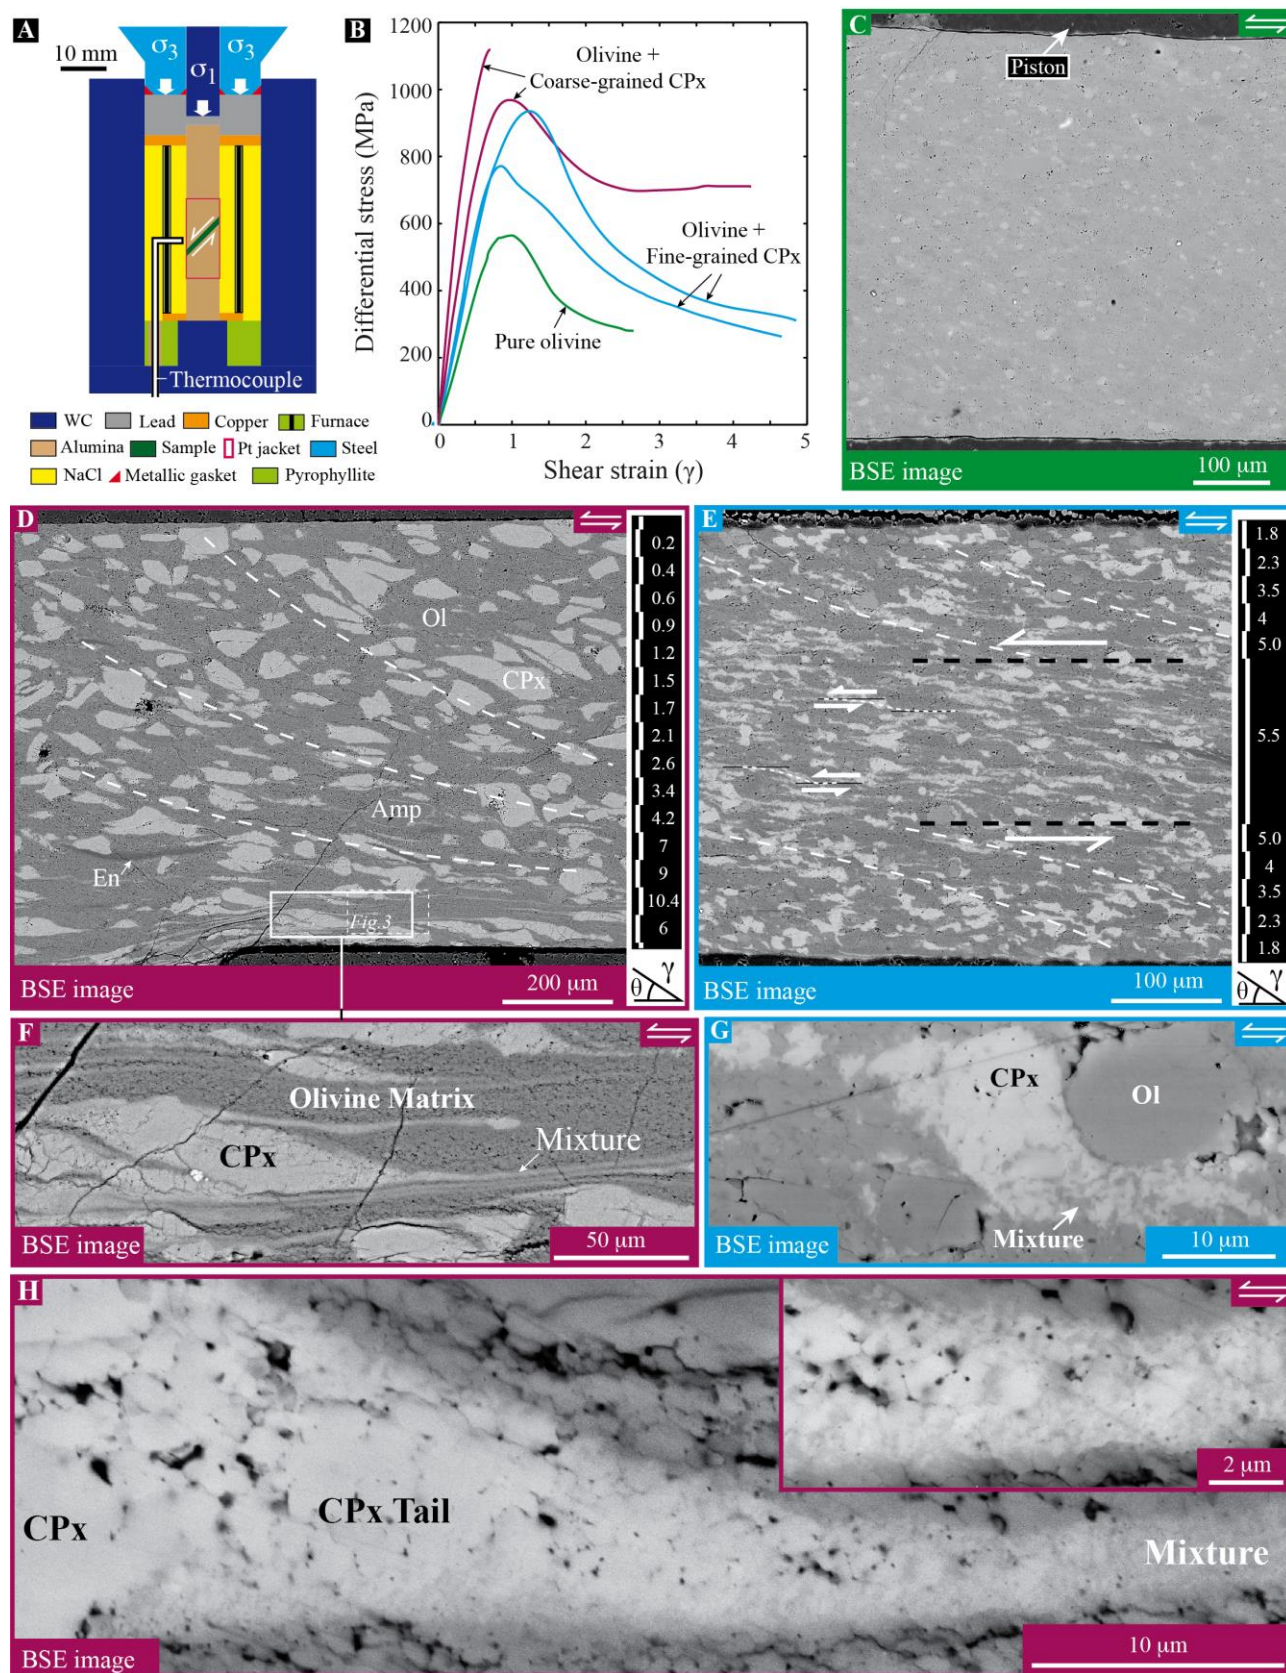 A
10 mm
σ3
σ1
σ3
Thermocouple
WC
Lead
Copper
Furnace
Alumina
Sample
Pt jacket
Steel
NaCl
Metallic gasket
Pyrophyllite
B
Differential stress (MPa)
1200
1000
800
600
400
200
0
0
1
2
3
4
5
Shear strain (γ)
Olivine +
Coarse-grained CPx
Olivine +
Fine-grained CPx
Pure olivine
C
Piston
BSE image
100 µm
D
Ol
CPx
Amp
En
Fig.3
BSE image
200 µm
0.2
0.4
0.6
0.9
1.2
1.5
1.7
2.1
2.6
3.4
4.2
7
9
10.4
6
θ
γ
E
BSE image
100 µm
1.8
2.3
3.5
4
5.0
5.5
5.0
4
3.5
2.3
1.8
θ
γ
F
Olivine Matrix
CPx
Mixture
BSE image
50 µm
G
CPx
Ol
Mixture
BSE image
10 µm
H
CPx
CPx Tail
Mixture
2 µm
BSE image
10 µm